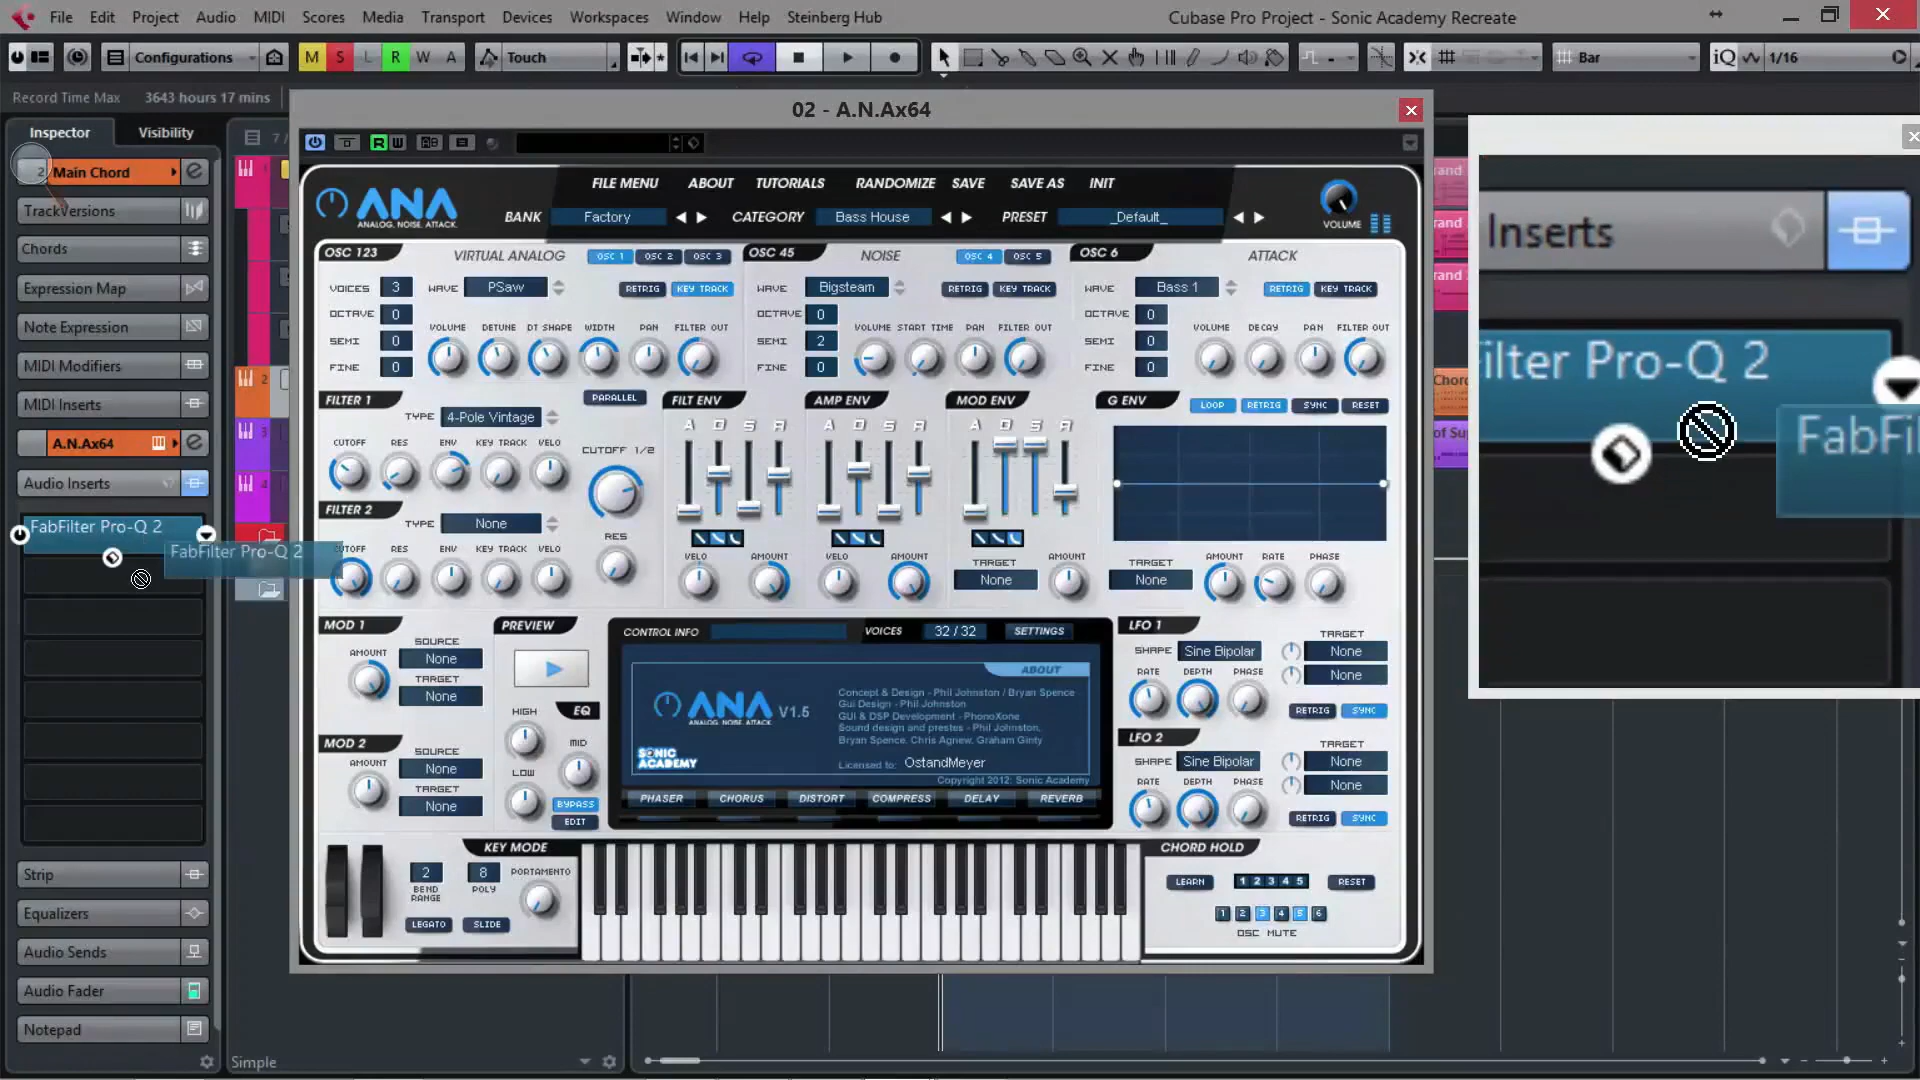 File Edit Project Audio MIDI Scores Media Transport Devices Workspaces Window Help Steinberg Hub
Cubase Pro Project - Sonic Academy Recreate
Configurations M S L R W A Touch Bar iQ 1/16
Record Time Max 3643 hours 17 mins
02 - A.N.Ax64
Inspector Visibility
2 Main Chord
TrackVersions
Chords
Expression Map
Note Expression
MIDI Modifiers
MIDI Inserts
A.N.Ax64
Audio Inserts
FabFilter Pro-Q 2
FabFilter Pro-Q 2
Strip
Equalizers
Audio Sends
Audio Fader
Notepad
Simple
2
3
4
R W
ANA
ANALOG. NOISE. ATTACK.
FILE MENU ABOUT TUTORIALS RANDOMIZE SAVE SAVE AS INIT
BANK Factory CATEGORY Bass House PRESET _Default_
VOLUME
OSC 123 VIRTUAL ANALOG OSC 1 OSC 2 OSC 3
VOICES 3 WAVE PSaw RETRIG KEY TRACK
OCTAVE 0
SEMI 0
FINE 0
VOLUME DETUNE DT SHAPE WIDTH PAN FILTER OUT
OSC 45 NOISE OSC 4 OSC 5
WAVE Bigsteam RETRIG KEY TRACK
OCTAVE 0
SEMI 2
FINE 0
VOLUME START TIME PAN FILTER OUT
OSC 6 ATTACK
WAVE Bass 1 RETRIG KEY TRACK
OCTAVE 0
SEMI 0
FINE 0
VOLUME DECAY PAN FILTER OUT
FILTER 1 PARALLEL
TYPE 4-Pole Vintage
CUTOFF RES ENV KEY TRACK VELO
CUTOFF 1/2
FILTER 2
TYPE None
CUTOFF RES ENV KEY TRACK VELO
RES
FILT ENV
A D S R
VELO AMOUNT
AMP ENV
A D S R
VELO AMOUNT
MOD ENV
A D S R
TARGET None AMOUNT
G ENV LOOP RETRIG SYNC RESET
TARGET None AMOUNT RATE PHASE
MOD 1
AMOUNT SOURCE None
TARGET None
MOD 2
AMOUNT SOURCE None
TARGET None
PREVIEW
HIGH EQ
MID
LOW
BYPASS
EDIT
CONTROL INFO VOICES 32 / 32 SETTINGS
ABOUT
ANA V1.5
ANALOG. NOISE. ATTACK
SONIC ACADEMY
Concept & Design - Phil Johnston / Bryan Spence
Gui Design - Phil Johnston
GUI & DSP Development - PhonoXone
Sound design and prestes - Phil Johnston,
Bryan Spence. Chris Agnew, Graham Ginty
Licensed to: OstandMeyer
Copyright 2012: Sonic Academy
PHASER CHORUS DISTORT COMPRESS DELAY REVERB
LFO 1
SHAPE Sine Bipolar TARGET None
None
RATE DEPTH PHASE
RETRIG SYNC
LFO 2
SHAPE Sine Bipolar TARGET None
None
RATE DEPTH PHASE
RETRIG SYNC
KEY MODE
2 BEND RANGE
8 POLY
PORTAMENTO
LEGATO SLIDE
CHORD HOLD
LEARN 1 2 3 4 5 RESET
1 2 3 4 5 6
OSC MUTE
Inserts
ilter Pro-Q 2
FabFil